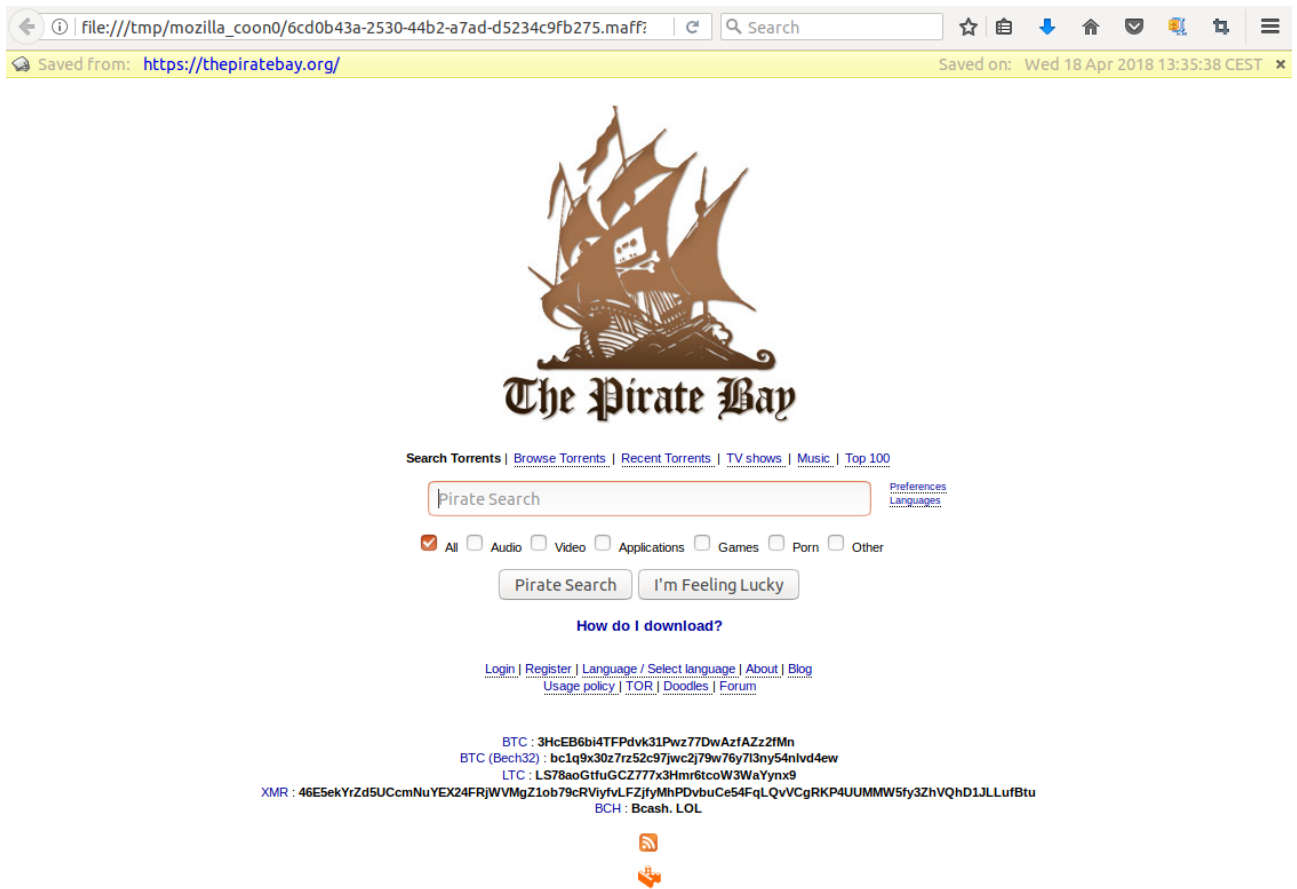 file:///tmp/mozilla_coon0/6cd0b43a-2530-44b2-a7ad-d5234c9fb275.maff? Search
Saved from: https://thepiratebay.org/ Saved on: Wed 18 Apr 2018 13:35:38 CEST
The Pirate Bay
Search Torrents | Browse Torrents | Recent Torrents | TV shows | Music | Top 100
Pirate Search Preferences
Languages
All Audio Video Applications Games Porn Other
Pirate Search I'm Feeling Lucky
How do I download?
Login | Register | Language / Select language | About | Blog
Usage policy | TOR | Doodles | Forum
BTC : 3HcEB6bi4TFPdvk31Pwz77DwAzfAZz2fMn
BTC (Bech32) : bc1q9x30z7rz52c97jwc2j79w76y7l3ny54nlvd4ew
LTC : LS78aoGtfuGCZ777x3Hmr6tcoW3WaYynx9
XMR : 46E5ekYrZd5UCcmNuYEX24FRjWVMgZ1ob79cRViyfvLFZjfyMhPDvbuCe54FqLQvVCgRKP4UUMMW5fy3ZhVQhD1JLLufBtu
BCH : Bcash. LOL